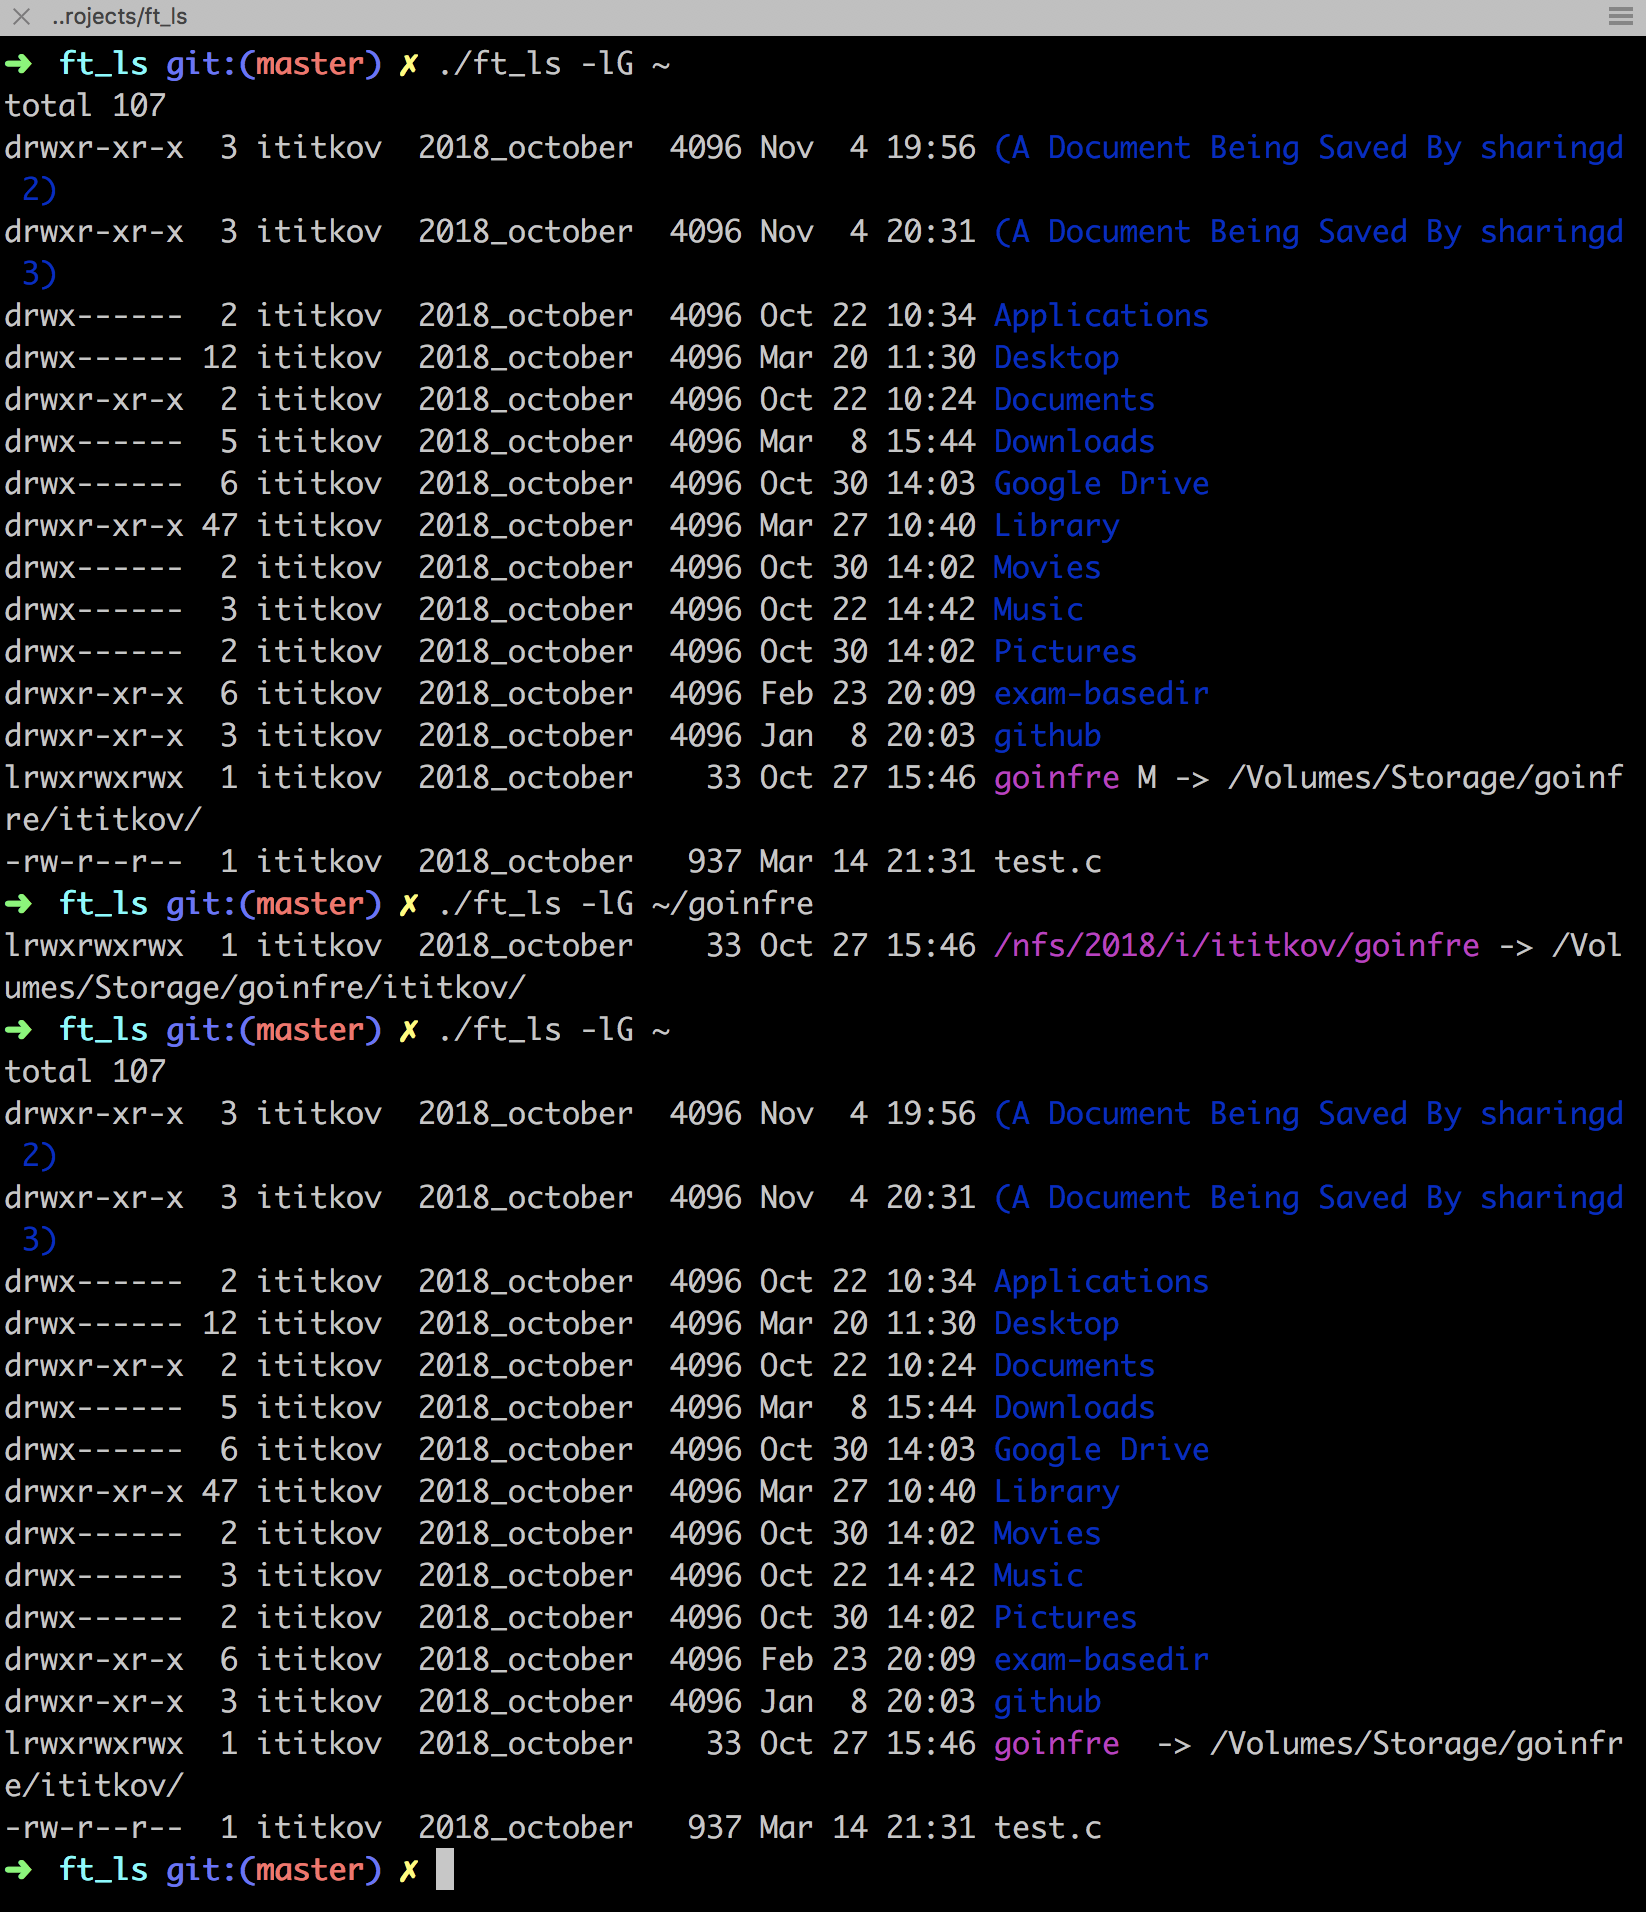 ..rojects/ft_ls
➜  ft_ls git:(master) ✗ ./ft_ls -lG ~
total 107
drwxr-xr-x  3 ititkov  2018_october  4096 Nov  4 19:56 (A Document Being Saved By sharingd
 2)
drwxr-xr-x  3 ititkov  2018_october  4096 Nov  4 20:31 (A Document Being Saved By sharingd
 3)
drwx------  2 ititkov  2018_october  4096 Oct 22 10:34 Applications
drwx------ 12 ititkov  2018_october  4096 Mar 20 11:30 Desktop
drwxr-xr-x  2 ititkov  2018_october  4096 Oct 22 10:24 Documents
drwx------  5 ititkov  2018_october  4096 Mar  8 15:44 Downloads
drwx------  6 ititkov  2018_october  4096 Oct 30 14:03 Google Drive
drwxr-xr-x 47 ititkov  2018_october  4096 Mar 27 10:40 Library
drwx------  2 ititkov  2018_october  4096 Oct 30 14:02 Movies
drwx------  3 ititkov  2018_october  4096 Oct 22 14:42 Music
drwx------  2 ititkov  2018_october  4096 Oct 30 14:02 Pictures
drwxr-xr-x  6 ititkov  2018_october  4096 Feb 23 20:09 exam-basedir
drwxr-xr-x  3 ititkov  2018_october  4096 Jan  8 20:03 github
lrwxrwxrwx  1 ititkov  2018_october    33 Oct 27 15:46 goinfre M -> /Volumes/Storage/goinf
re/ititkov/
-rw-r--r--  1 ititkov  2018_october   937 Mar 14 21:31 test.c
➜  ft_ls git:(master) ✗ ./ft_ls -lG ~/goinfre
lrwxrwxrwx  1 ititkov  2018_october    33 Oct 27 15:46 /nfs/2018/i/ititkov/goinfre -> /Vol
umes/Storage/goinfre/ititkov/
➜  ft_ls git:(master) ✗ ./ft_ls -lG ~
total 107
drwxr-xr-x  3 ititkov  2018_october  4096 Nov  4 19:56 (A Document Being Saved By sharingd
 2)
drwxr-xr-x  3 ititkov  2018_october  4096 Nov  4 20:31 (A Document Being Saved By sharingd
 3)
drwx------  2 ititkov  2018_october  4096 Oct 22 10:34 Applications
drwx------ 12 ititkov  2018_october  4096 Mar 20 11:30 Desktop
drwxr-xr-x  2 ititkov  2018_october  4096 Oct 22 10:24 Documents
drwx------  5 ititkov  2018_october  4096 Mar  8 15:44 Downloads
drwx------  6 ititkov  2018_october  4096 Oct 30 14:03 Google Drive
drwxr-xr-x 47 ititkov  2018_october  4096 Mar 27 10:40 Library
drwx------  2 ititkov  2018_october  4096 Oct 30 14:02 Movies
drwx------  3 ititkov  2018_october  4096 Oct 22 14:42 Music
drwx------  2 ititkov  2018_october  4096 Oct 30 14:02 Pictures
drwxr-xr-x  6 ititkov  2018_october  4096 Feb 23 20:09 exam-basedir
drwxr-xr-x  3 ititkov  2018_october  4096 Jan  8 20:03 github
lrwxrwxrwx  1 ititkov  2018_october    33 Oct 27 15:46 goinfre  -> /Volumes/Storage/goinfr
e/ititkov/
-rw-r--r--  1 ititkov  2018_october   937 Mar 14 21:31 test.c
➜  ft_ls git:(master) ✗